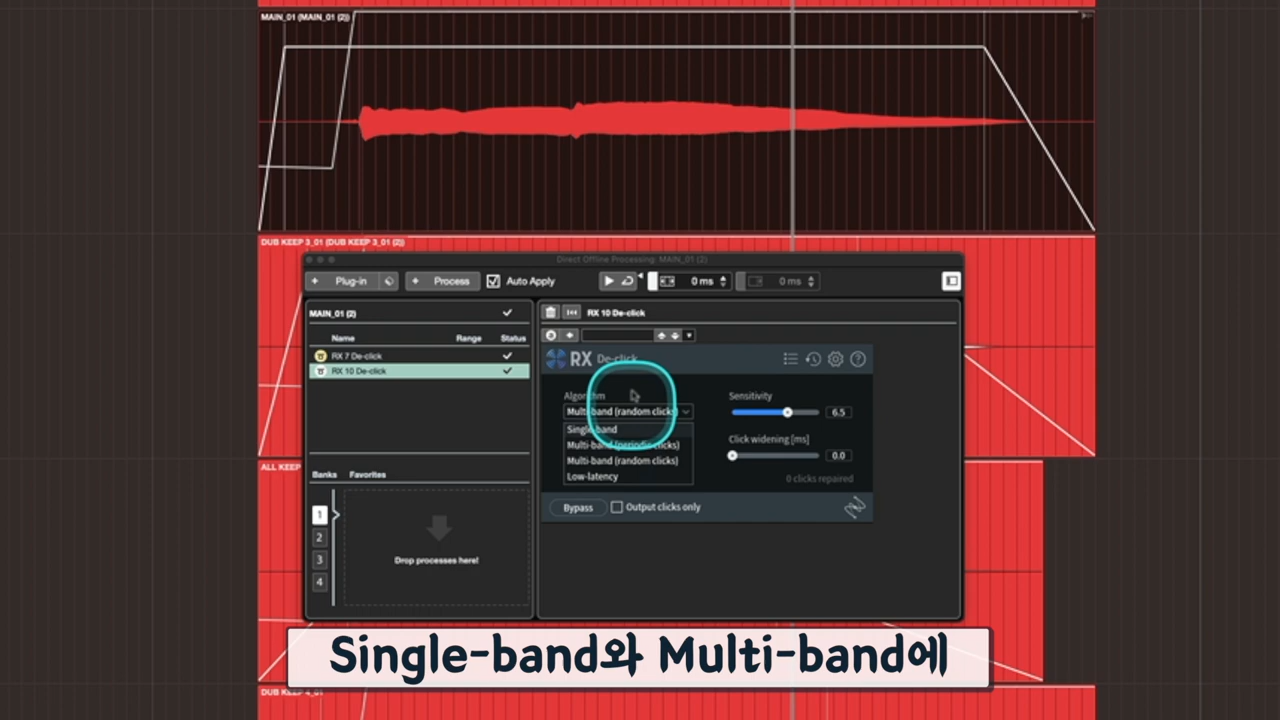 MAIN_01 (MAIN_01 (2))
DUB KEEP 3_01 (DUB KEEP 3_01 (2))
Direct Offline Processing: MAIN_01 (2)
+ Plug-in + Process Auto Apply 0 ms 0 ms
MAIN_01 (2)
RX 10 De-click
Name Range Status
RX 7 De-click
RX 10 De-click
RX De-click
Algorithm
Multi-band (random clicks)
Single-band
Multi-band (periodic clicks)
Multi-band (random clicks)
Low-latency
Sensitivity
6.5
Click widening [ms]
0.0
0 clicks repaired
Bypass Output clicks only
ALL KEEP
Banks Favorites
1
2
3
4
Drop processes here!
Single-band와 Multi-band에
DUB KEEP 4_01